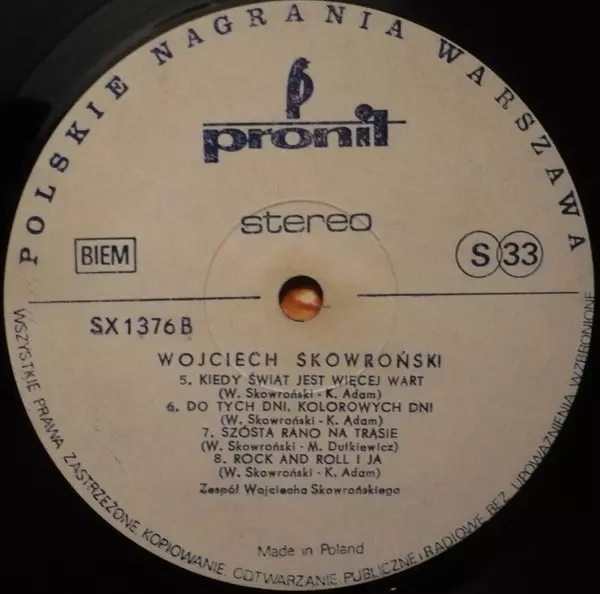 POLSKIE NAGRANIA WARSZAWA
pronit
stereo
BIEM
S 33
SX 1376 B
WOJCIECH SKOWROŃSKI
5. KIEDY ŚWIAT JEST WIĘCEJ WART
(W. Skowroński - K. Adam)
6. DO TYCH DNI, KOLOROWYCH DNI
(W. Skowroński - K. Adam)
7. SZÓSTA RANO NA TRASIE
(W. Skowroński - M. Dutkiewicz)
8. ROCK AND ROLL I JA
(W. Skowroński - K. Adam)
Zespół Wojciecha Skowrońskiego
Made in Poland
WSZYSTKIE PRAWA ZASTRZEŻONE. KOPIOWANIE. ODTWARZANIE PUBLICZNE i RADIOWE BEZ UPOWAŻNIENIA WZBRONIONE